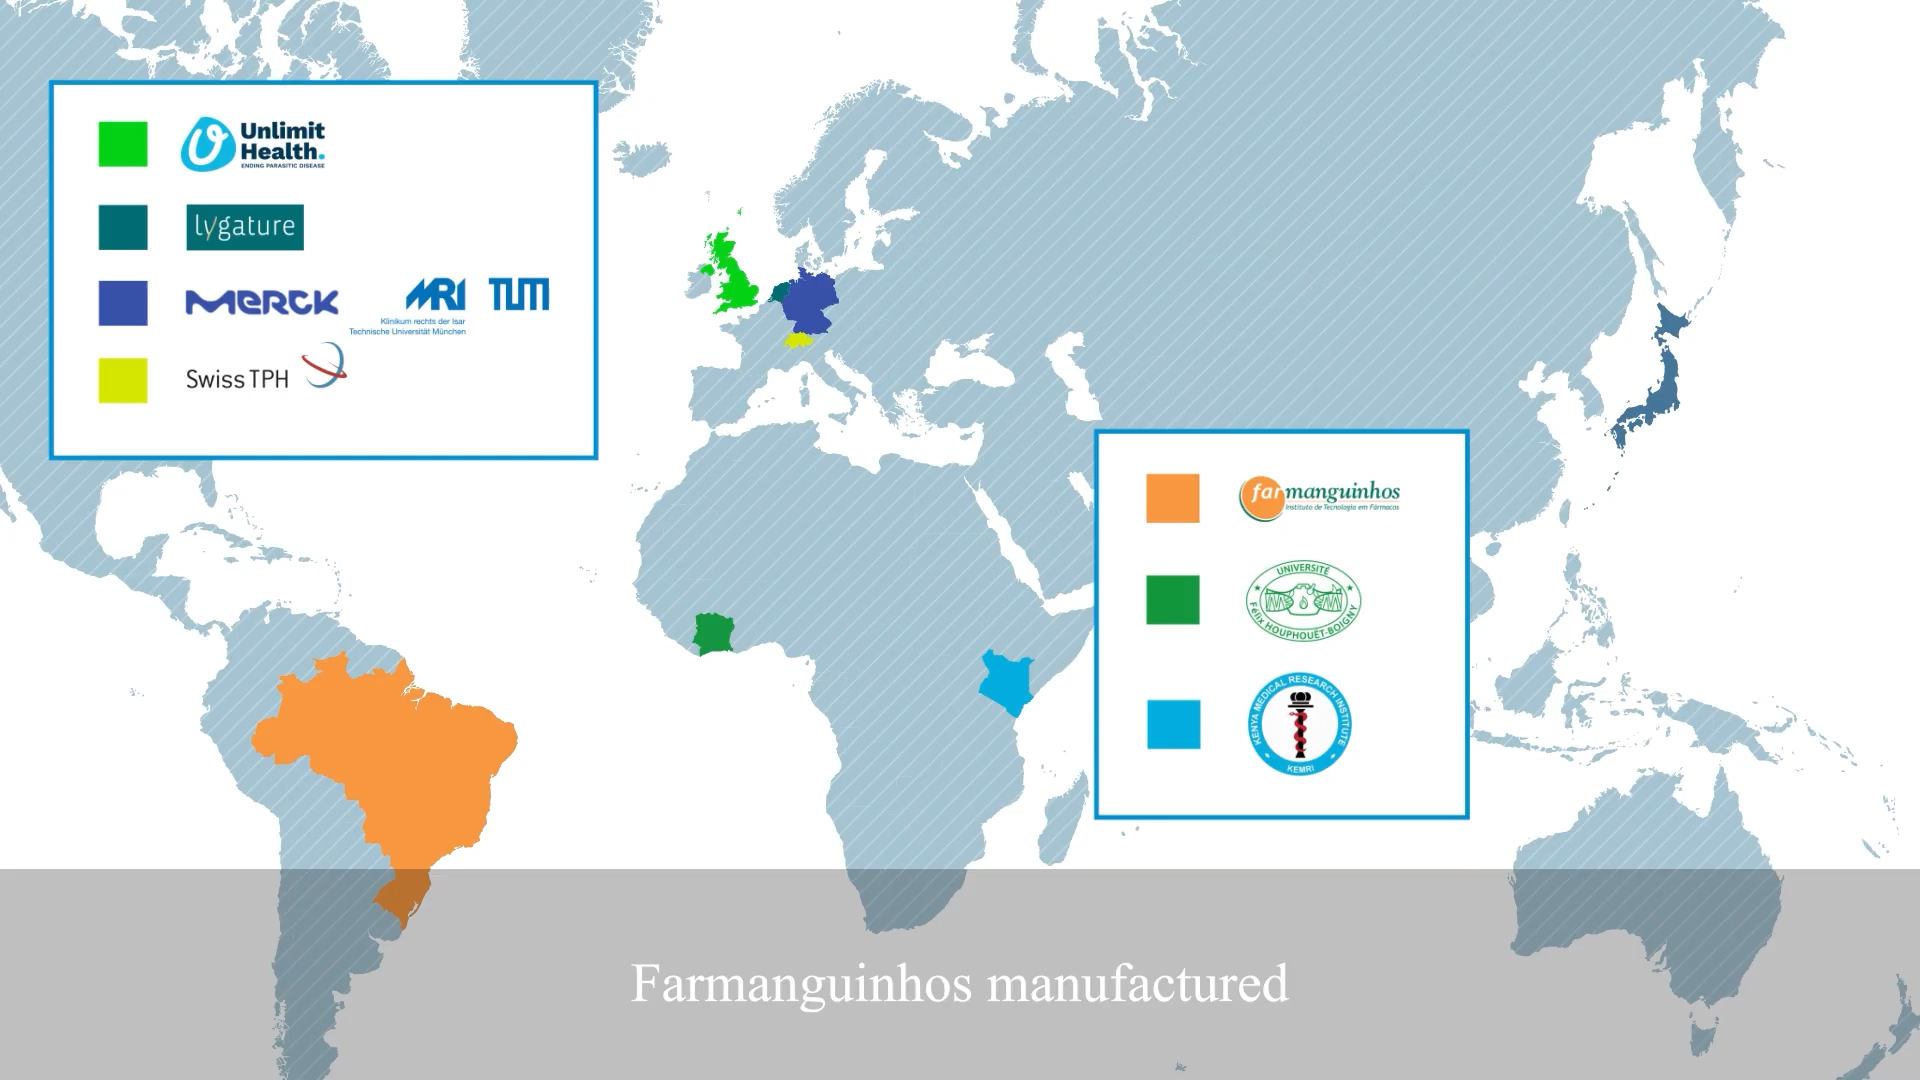 Unlimit
Health.
ENDING PARASITIC DISEASE
lygature
MERCK
MRI
TUM
Klinikum rechts der Isar
Technische Universität München
Swiss TPH
farmanguinhos
Instituto de Tecnologia em Fármacos
UNIVERSITÉ
Félix HOUPHOUËT-BOIGNY
KENYA MEDICAL RESEARCH INSTITUTE
KEMRI
Farmanguinhos manufactured